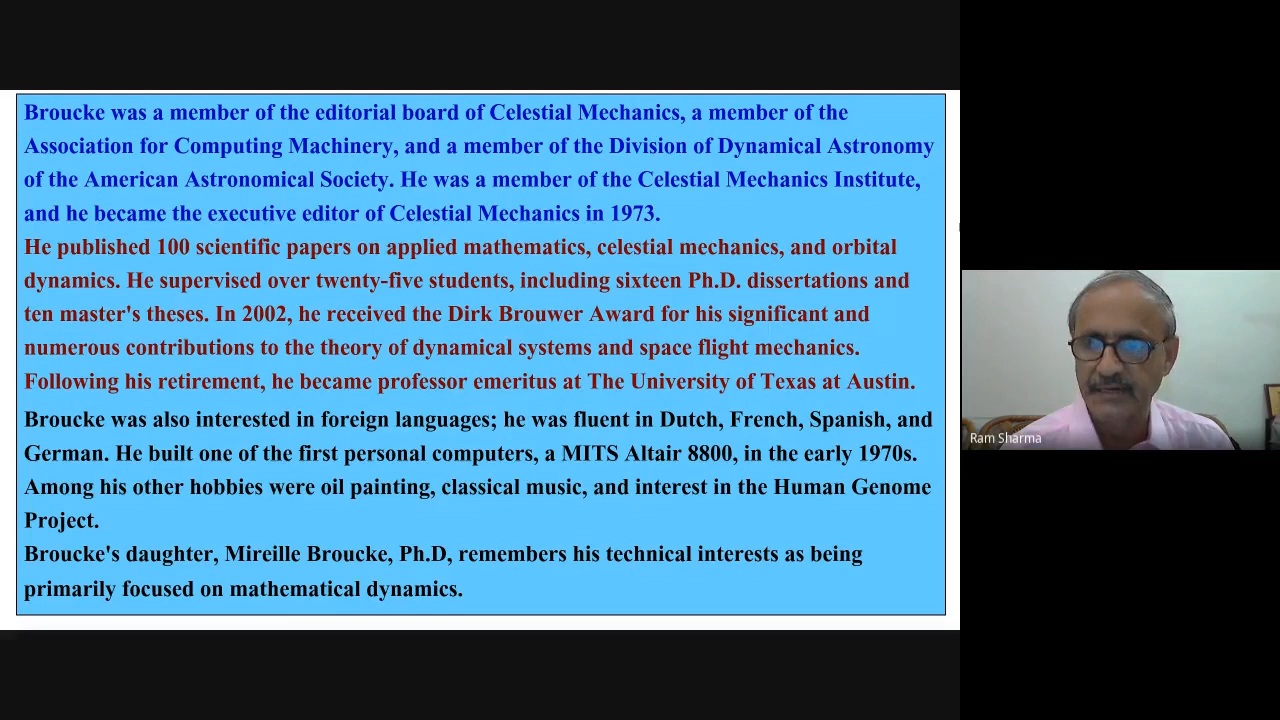 Broucke was a member of the editorial board of Celestial Mechanics, a member of the
Association for Computing Machinery, and a member of the Division of Dynamical Astronomy
of the American Astronomical Society. He was a member of the Celestial Mechanics Institute,
and he became the executive editor of Celestial Mechanics in 1973.
He published 100 scientific papers on applied mathematics, celestial mechanics, and orbital
dynamics. He supervised over twenty-five students, including sixteen Ph.D. dissertations and
ten master's theses. In 2002, he received the Dirk Brouwer Award for his significant and
numerous contributions to the theory of dynamical systems and space flight mechanics.
Following his retirement, he became professor emeritus at The University of Texas at Austin.
Broucke was also interested in foreign languages; he was fluent in Dutch, French, Spanish, and
German. He built one of the first personal computers, a MITS Altair 8800, in the early 1970s.
Among his other hobbies were oil painting, classical music, and interest in the Human Genome
Project.
Broucke's daughter, Mireille Broucke, Ph.D, remembers his technical interests as being
primarily focused on mathematical dynamics.
Ram Sharma